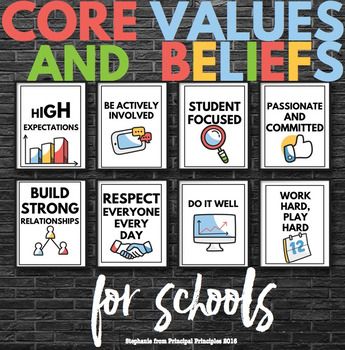 CORE VALUES
AND BELIEFS
HIGH
EXPECTATIONS
BE ACTIVELY
INVOLVED
STUDENT
FOCUSED
PASSIONATE
AND
COMMITTED
BUILD
STRONG
RELATIONSHIPS
RESPECT
EVERYONE
EVERY
DAY
DO IT WELL
WORK
HARD,
PLAY
HARD
12
for schools
Stephanie from Principal Principles 2016